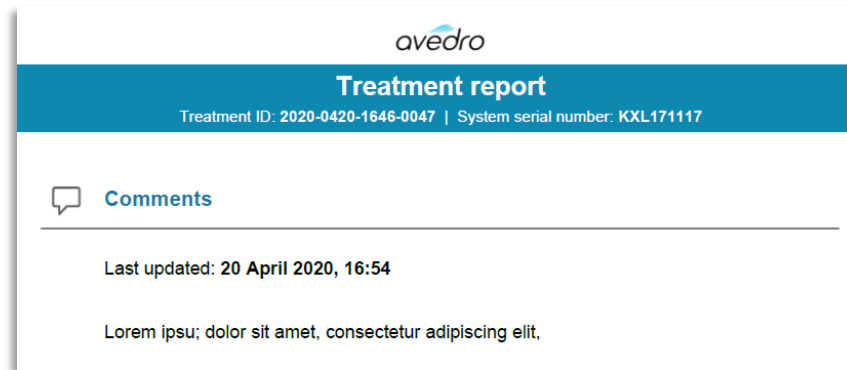 avedro
Treatment report
Treatment ID: 2020-0420-1646-0047 | System serial number: KXL171117
Comments
Last updated: 20 April 2020, 16:54
Lorem ipsu; dolor sit amet, consectetur adipiscing elit,